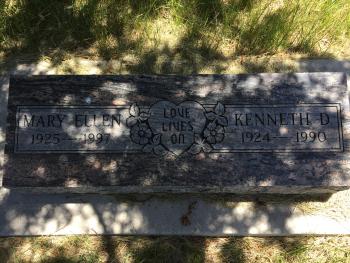 MARY ELLEN
1925 — 1997
LOVE
LIVES
ON
KENNETH D.
1924 — 1990